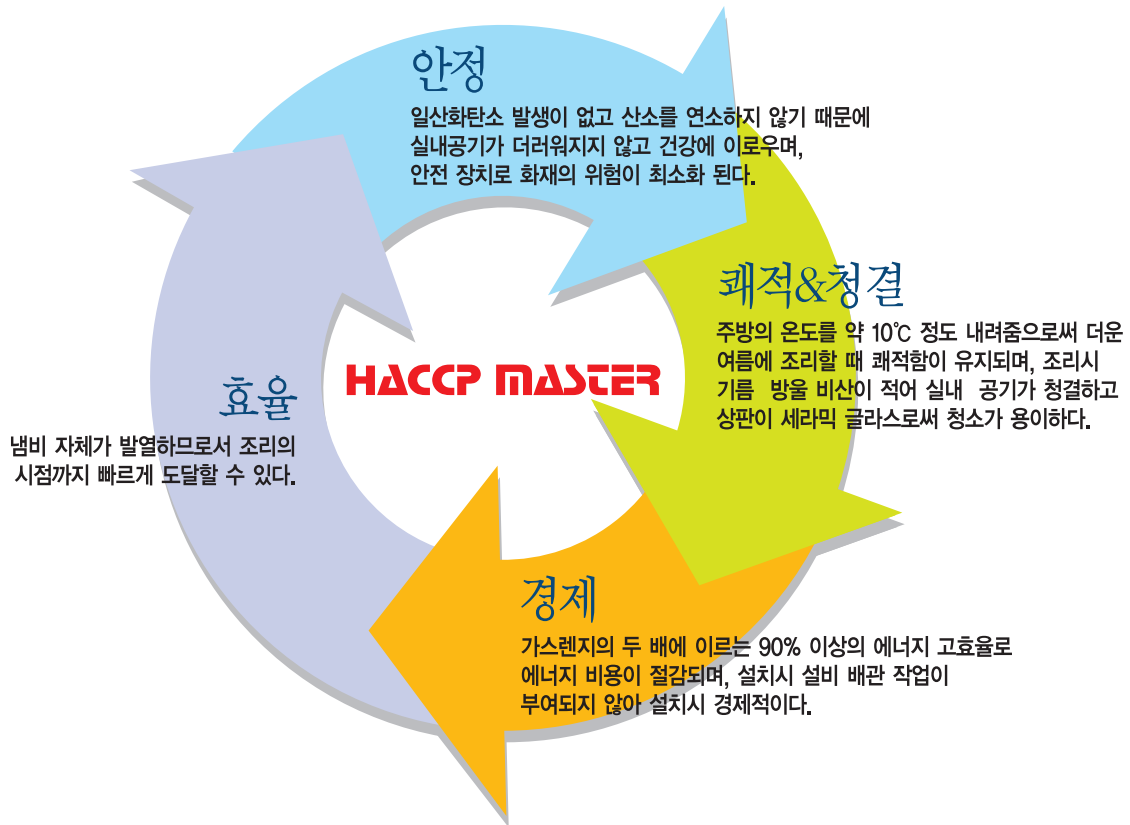 안정
일산화탄소 발생이 없고 산소를 연소하지 않기 때문에
실내공기가 더러워지지 않고 건강에 이로우며,
안전 장치로 화재의 위험이 최소화 된다.
쾌적&청결
주방의 온도를 약 10℃ 정도 내려줌으로써 더운
여름에 조리할 때 쾌적함이 유지되며, 조리시
기름 방울 비산이 적어 실내 공기가 청결하고
상판이 세라믹 글라스로써 청소가 용이하다.
HACCP MASTER
효율
냄비 자체가 발열하므로서 조리의
시점까지 빠르게 도달할 수 있다.
경제
가스렌지의 두 배에 이르는 90% 이상의 에너지 고효율로
에너지 비용이 절감되며, 설치시 설비 배관 작업이
부여되지 않아 설치시 경제적이다.